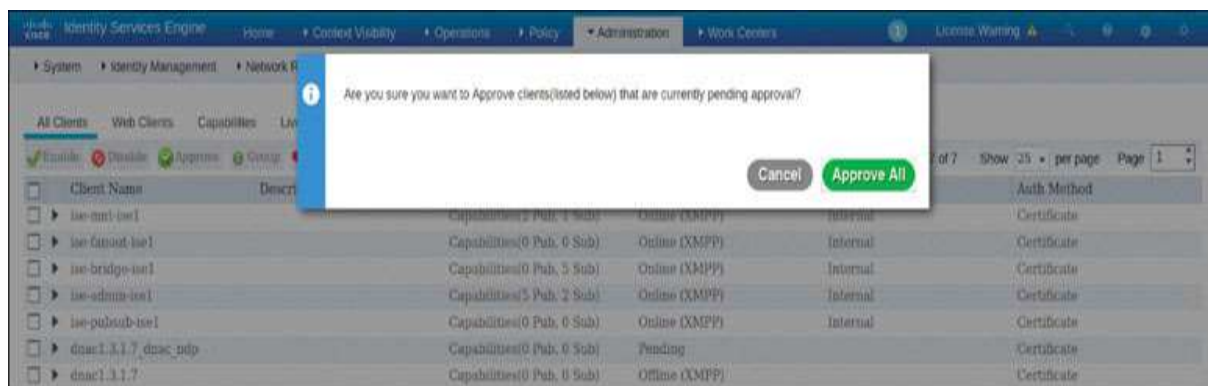 cisco Identity Services Engine Home Context Visibility Operations Policy Administration Work Centers 1 License Warning
System Identity Management Network R
Are you sure you want to Approve clients(listed below) that are currently pending approval?
All Clients Web Clients Capabilities Liv
Enable Disable Approve Group of 7 Show 25 per page Page 1
Cancel Approve All
Client Name Descri Auth Method
ise-mnt-ise1 Capabilities(2 Pub, 1 Sub) Online (XMPP) Internal Certificate
ise-fanout-ise1 Capabilities(0 Pub, 0 Sub) Online (XMPP) Internal Certificate
ise-bridge-ise1 Capabilities(0 Pub, 5 Sub) Online (XMPP) Internal Certificate
ise-admin-ise1 Capabilities(5 Pub, 2 Sub) Online (XMPP) Internal Certificate
ise-pubsub-ise1 Capabilities(0 Pub, 0 Sub) Online (XMPP) Internal Certificate
dnac1.3.1.7_dnac_ndp Capabilities(0 Pub, 0 Sub) Pending Certificate
dnac1.3.1.7 Capabilities(0 Pub, 0 Sub) Offline (XMPP) Certificate